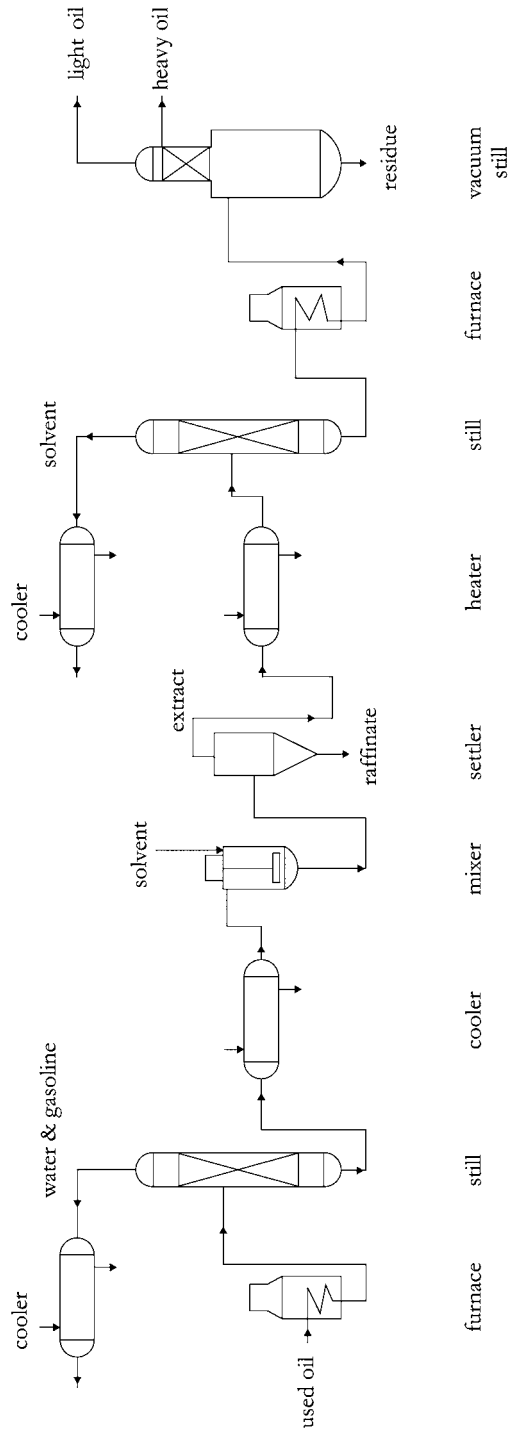 cooler
water & gasoline
used oil
solvent
extract
raffinate
cooler
solvent
light oil
heavy oil
residue
furnace
still
cooler
mixer
settler
heater
still
furnace
vacuum
still